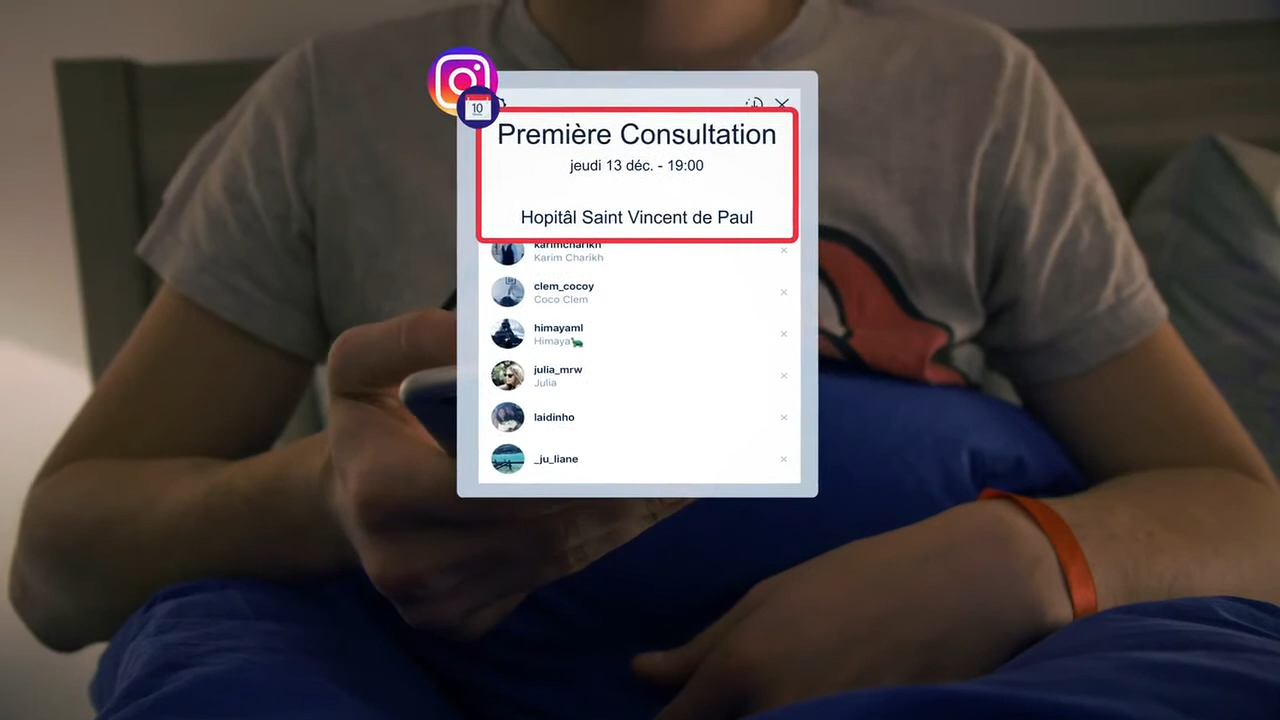 10
Première Consultation
jeudi 13 déc. - 19:00
Hopitâl Saint Vincent de Paul
karimcharikh
Karim Charikh
clem_cocoy
Coco Clem
himayaml
Himaya
julia_mrw
Julia
laidinho
_ju_liane